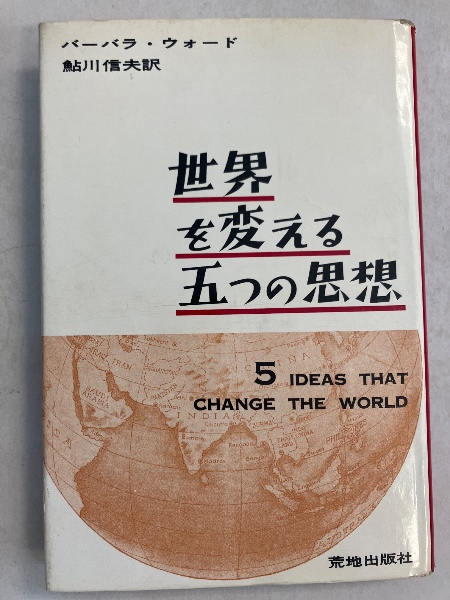 バーバラ・ウォード
鮎川信夫訳
世界
を変える
五つの思想
5 IDEAS THAT
CHANGE THE WORLD
INDIAN
荒地出版社